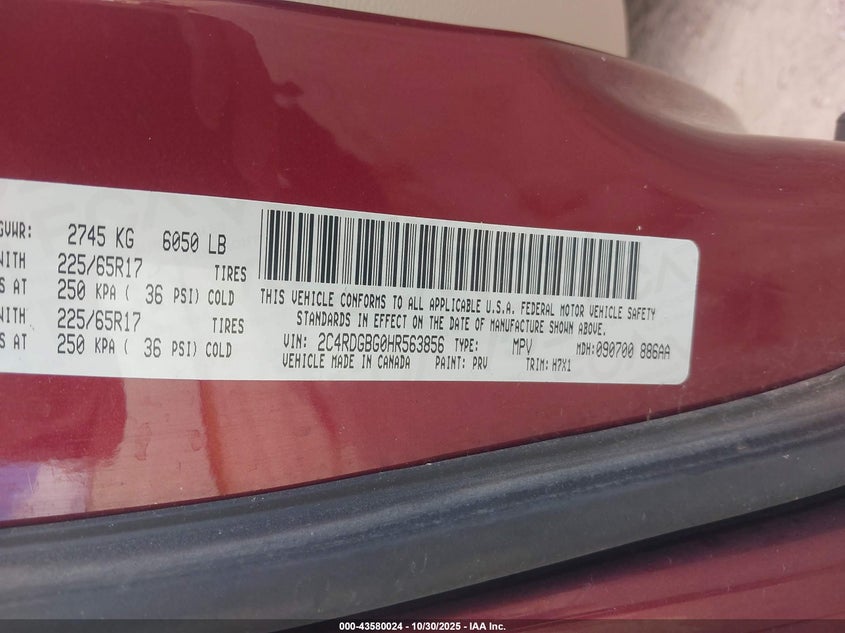 GVWR: 2745 KG 6050 LB
WITH 225/65R17 TIRES
S AT 250 KPA ( 36 PSI) COLD
WITH 225/65R17 TIRES
S AT 250 KPA ( 36 PSI) COLD
THIS VEHICLE CONFORMS TO ALL APPLICABLE U.S.A. FEDERAL MOTOR VEHICLE SAFETY
STANDARDS IN EFFECT ON THE DATE OF MANUFACTURE SHOWN ABOVE.
VIN: 2C4RDGBG0HR563856 TYPE: MPV MDH:090700 886AA
VEHICLE MADE IN CANADA PAINT: PRV TRIM: H7X1
000-43580024 - 10/30/2025 - IAA Inc.